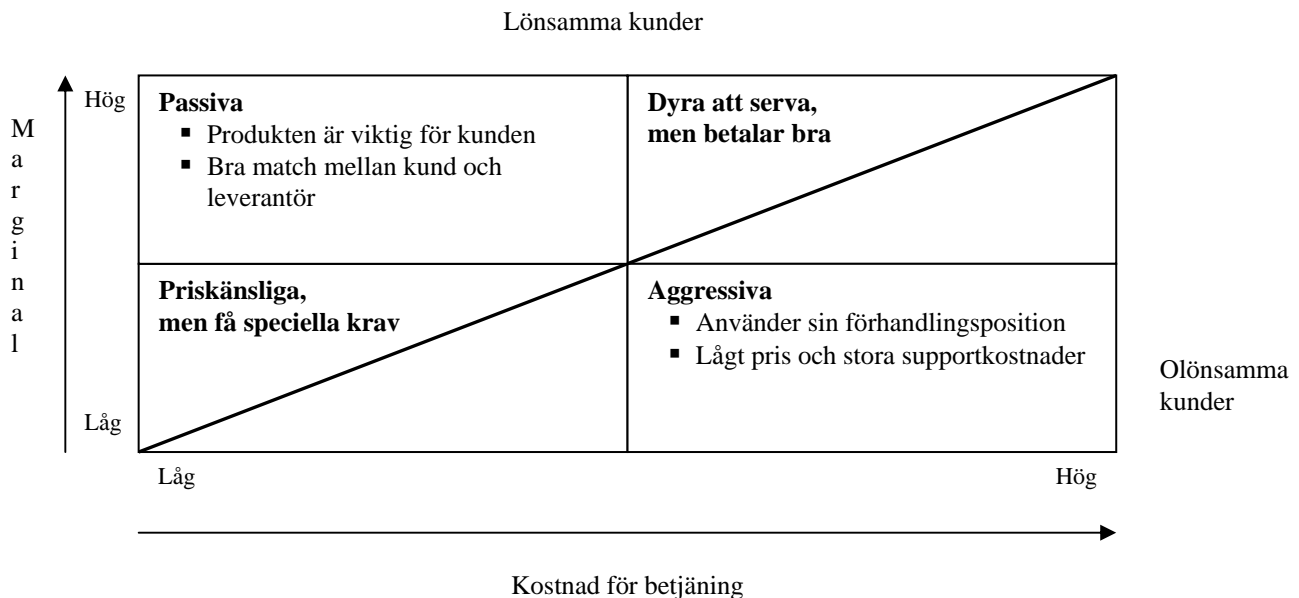 Lönsamma kunder
Hög
Passiva
▪ Produkten är viktig för kunden
▪ Bra match mellan kund och
leverantör
Dyra att serva,
men betalar bra
Marginal
Priskänsliga,
men få speciella krav
Aggressiva
▪ Använder sin förhandlingsposition
▪ Lågt pris och stora supportkostnader
Olönsamma
kunder
Låg
Låg
Hög
Kostnad för betjäning